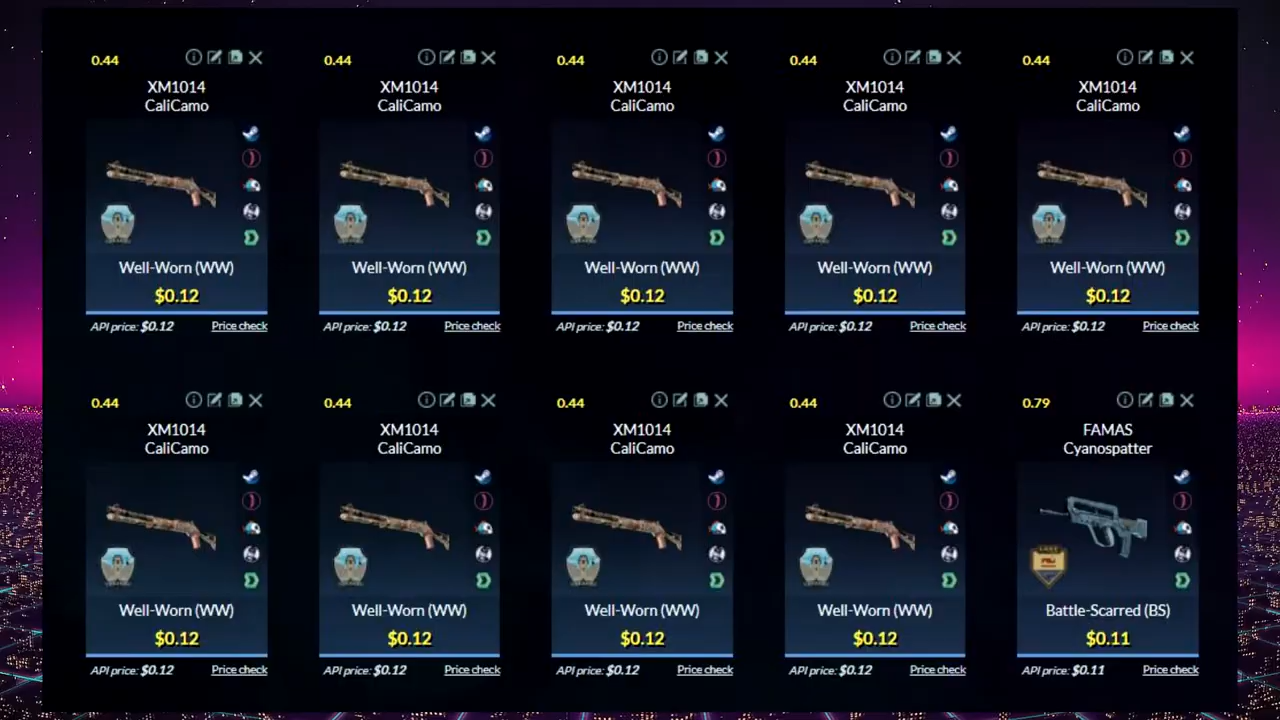 0.44
XM1014
CaliCamo
Well-Worn (WW)
$0.12
API price: $0.12 Price check
0.44
XM1014
CaliCamo
Well-Worn (WW)
$0.12
API price: $0.12 Price check
0.44
XM1014
CaliCamo
Well-Worn (WW)
$0.12
API price: $0.12 Price check
0.44
XM1014
CaliCamo
Well-Worn (WW)
$0.12
API price: $0.12 Price check
0.44
XM1014
CaliCamo
Well-Worn (WW)
$0.12
API price: $0.12 Price check
0.44
XM1014
CaliCamo
Well-Worn (WW)
$0.12
API price: $0.12 Price check
0.44
XM1014
CaliCamo
Well-Worn (WW)
$0.12
API price: $0.12 Price check
0.44
XM1014
CaliCamo
Well-Worn (WW)
$0.12
API price: $0.12 Price check
0.44
XM1014
CaliCamo
Well-Worn (WW)
$0.12
API price: $0.12 Price check
0.79
FAMAS
Cyanospatter
Battle-Scarred (BS)
$0.11
API price: $0.11 Price check